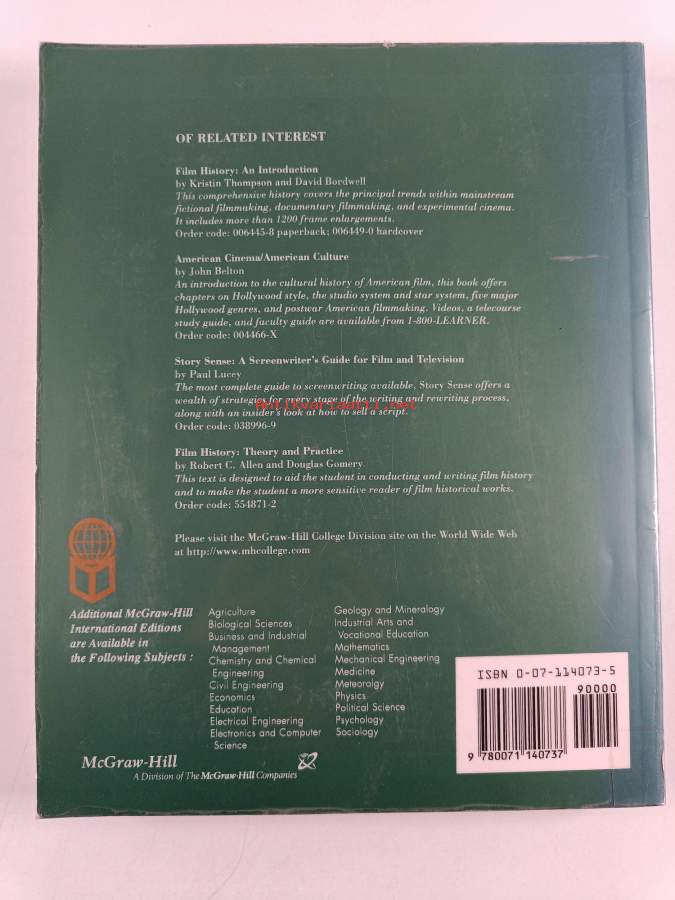 OF RELATED INTEREST
Film History: An Introduction
by Kristin Thompson and David Bordwell
This comprehensive history covers the principal trends within mainstream
fictional filmmaking, documentary filmmaking, and experimental cinema.
It includes more than 1200 frame enlargements.
Order code: 006445-8 paperback; 006449-0 hardcover
American Cinema/American Culture
by John Belton
An introduction to the cultural history of American film, this book offers
chapters on Hollywood style, the studio system and star system, five major
Hollywood genres, and postwar American filmmaking. Videos, a telecourse
study guide, and faculty guide are available from 1-800-LEARNER.
Order code: 004466-X
Story Sense: A Screenwriter's Guide for Film and Television
by Paul Lucey
The most complete guide to screenwriting available, Story Sense offers a
wealth of strategies for every stage of the writing and rewriting process,
Antikvariaatti.net
along with an insider's look at how to sell a script.
Order code: 038996-9
Film History: Theory and Practice
by Robert C. Allen and Douglas Gomery
This text is designed to aid the student in conducting and writing film history
and to make the student a more sensitive reader of film historical works.
Order code: 554871-2
Please visit the McGraw-Hill College Division site on the World Wide Web
at http://www.mhcollege.com
Additional McGraw-Hill
International Editions
are Available in
the Following Subjects :
Agriculture
Biological Sciences
Business and Industrial
Management
Chemistry and Chemical
Engineering
Civil Engineering
Economics
Education
Electrical Engineering
Electronics and Computer
Science
Geology and Mineralogy
Industrial Arts and
Vocational Education
Mathematics
Mechanical Engineering
Medicine
Meteorolgy
Physics
Political Science
Psychology
Sociology
ISBN 0-07-114073-5
90000
9 780071 140737
McGraw-Hill
A Division of The McGraw-Hill Companies